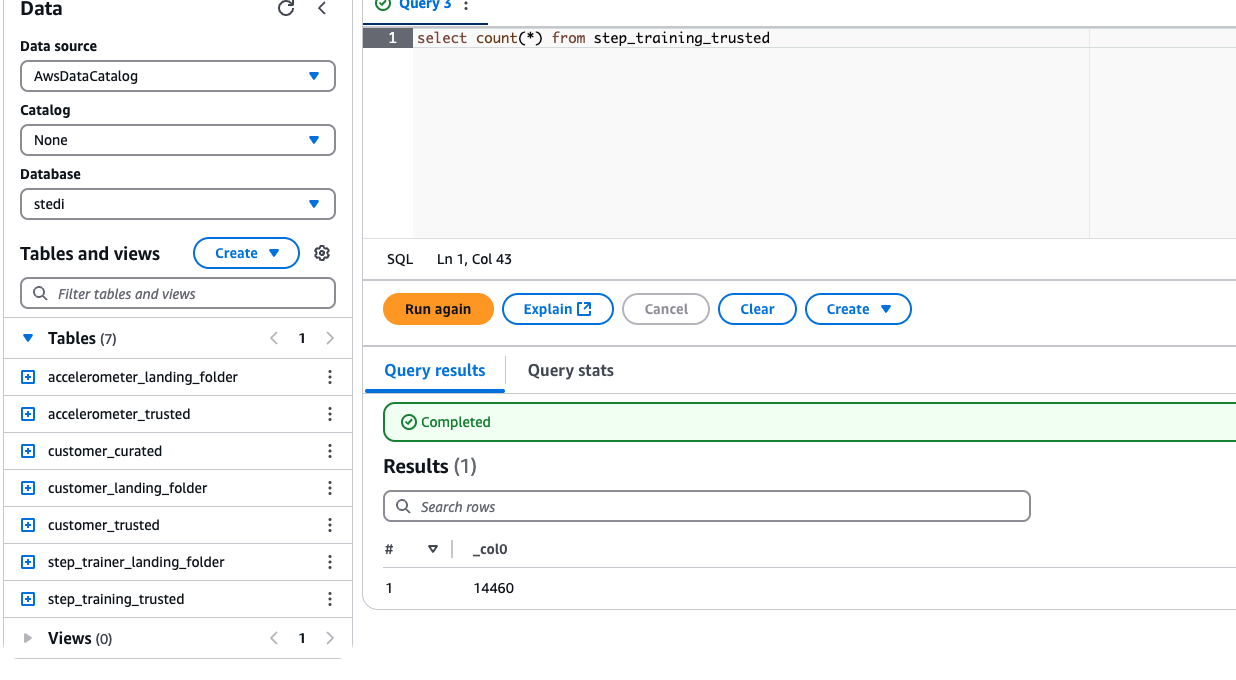 Data
Data source
AwsDataCatalog
Catalog
None
Database
stedi
Tables and views
Create
Filter tables and views
Tables (7)
1
accelerometer_landing_folder
accelerometer_trusted
customer_curated
customer_landing_folder
customer_trusted
step_trainer_landing_folder
step_training_trusted
Views (0)
1
Query 3
1 select count(*) from step_training_trusted
SQL Ln 1, Col 43
Run again Explain Cancel Clear Create
Query results Query stats
Completed
Results (1)
Search rows
# _col0
1 14460